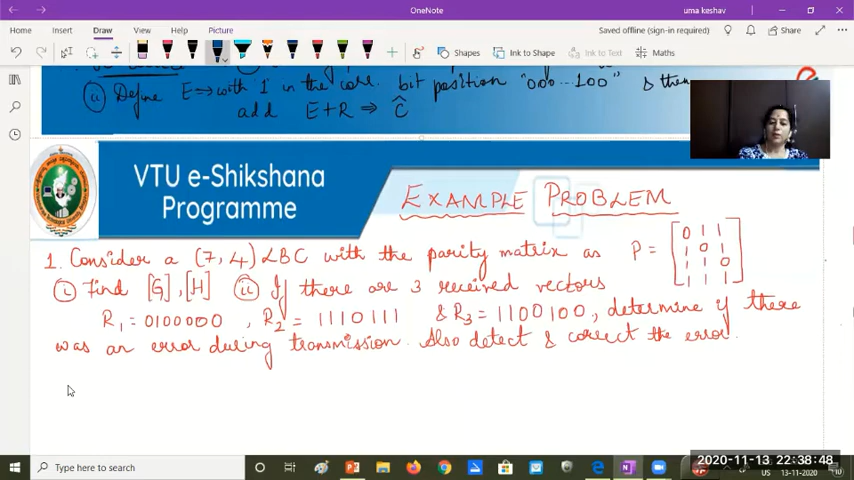 OneNote
uma keshav
Home Insert Draw View Help Picture
Saved offline (sign-in required)
Share
Shapes Ink to Shape Ink to Text Maths
(ii) Define E ⇒ with '1' in the corr. bit position "000...100" & then
add E+R ⇒ Ĉ
VTU e-Shikshana
Programme
EXAMPLE PROBLEM
1. Consider a (7,4) LBC with the parity matrix as P = [
0 1 1
1 0 1
1 1 0
1 1 1
]
(i) Find [G], [H] (ii) If there are 3 received vectors
R1 = 0100000, R2 = 1110111 & R3 = 1100100, determine if there
was an error during transmission. Also detect & correct the error.
2020-11-13 22:38:48
Type here to search
13-11-2020